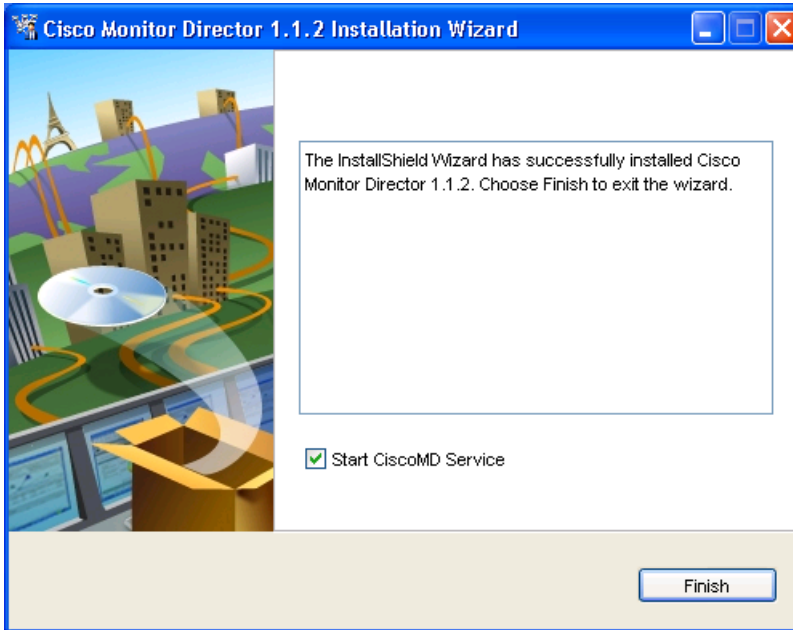 Cisco Monitor Director 1.1.2 Installation Wizard
The InstallShield Wizard has successfully installed Cisco
Monitor Director 1.1.2. Choose Finish to exit the wizard.
Start CiscoMD Service
Finish